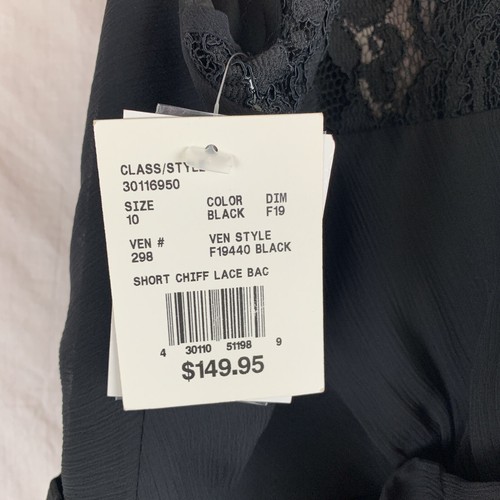 CLASS/STYLE
30116950
SIZE COLOR DIM
10 BLACK F19
VEN # VEN STYLE
298 F19440 BLACK
SHORT CHIFF LACE BAC
4 30110 51198 9
$149.95